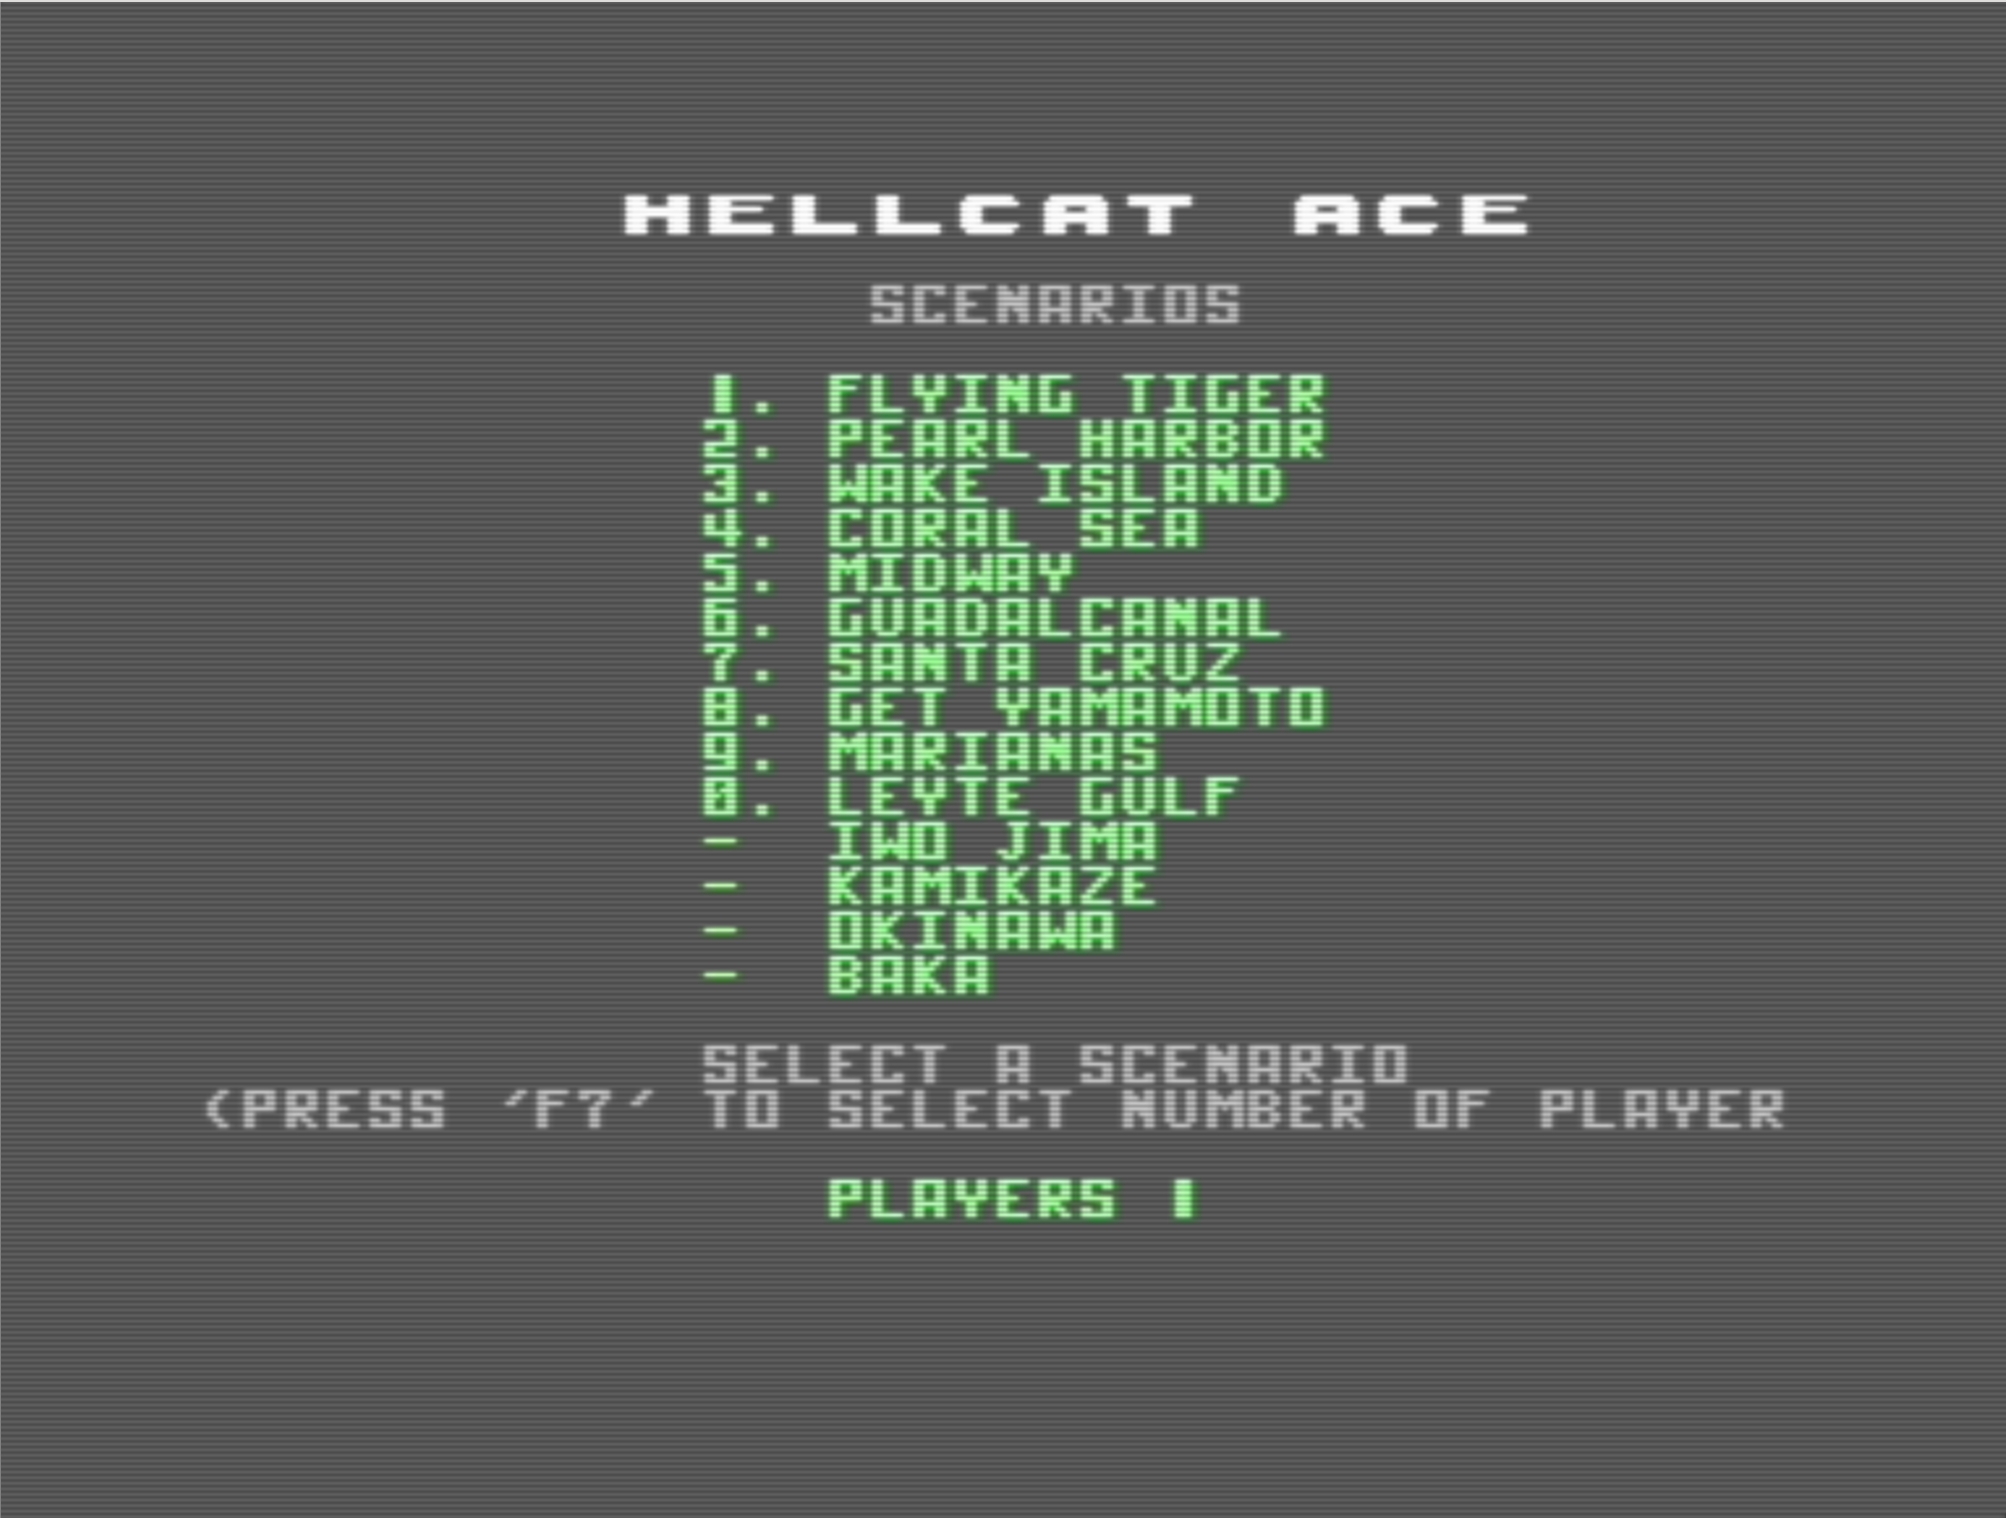 HELLCAT ACE
SCENARIOS
1. FLYING TIGER
2. PEARL HARBOR
3. WAKE ISLAND
4. CORAL SEA
5. MIDWAY
6. GUADALCANAL
7. SANTA CRUZ
8. GET YAMAMOTO
9. MARIANAS
0. LEYTE GULF
- IWO JIMA
- KAMIKAZE
- OKINAWA
- BAKA
SELECT A SCENARIO
(PRESS 'F7' TO SELECT NUMBER OF PLAYER
PLAYERS 1